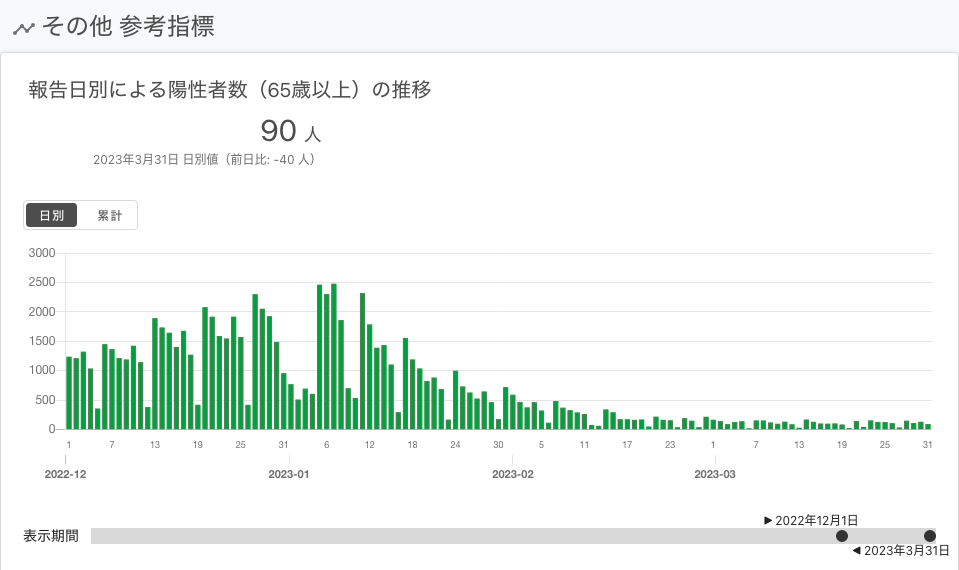 その他 参考指標
報告日別による陽性者数（65歳以上）の推移
90 人
2023年3月31日 日別値（前日比: -40 人）
日別 累計
3000
2500
2000
1500
1000
500
0
1 7 13 19 25 31 6 12 18 24 30 5 11 17 23 1 7 13 19 25 31
2022-12 2023-01 2023-02 2023-03
▶ 2022年12月1日
表示期間
◀ 2023年3月31日